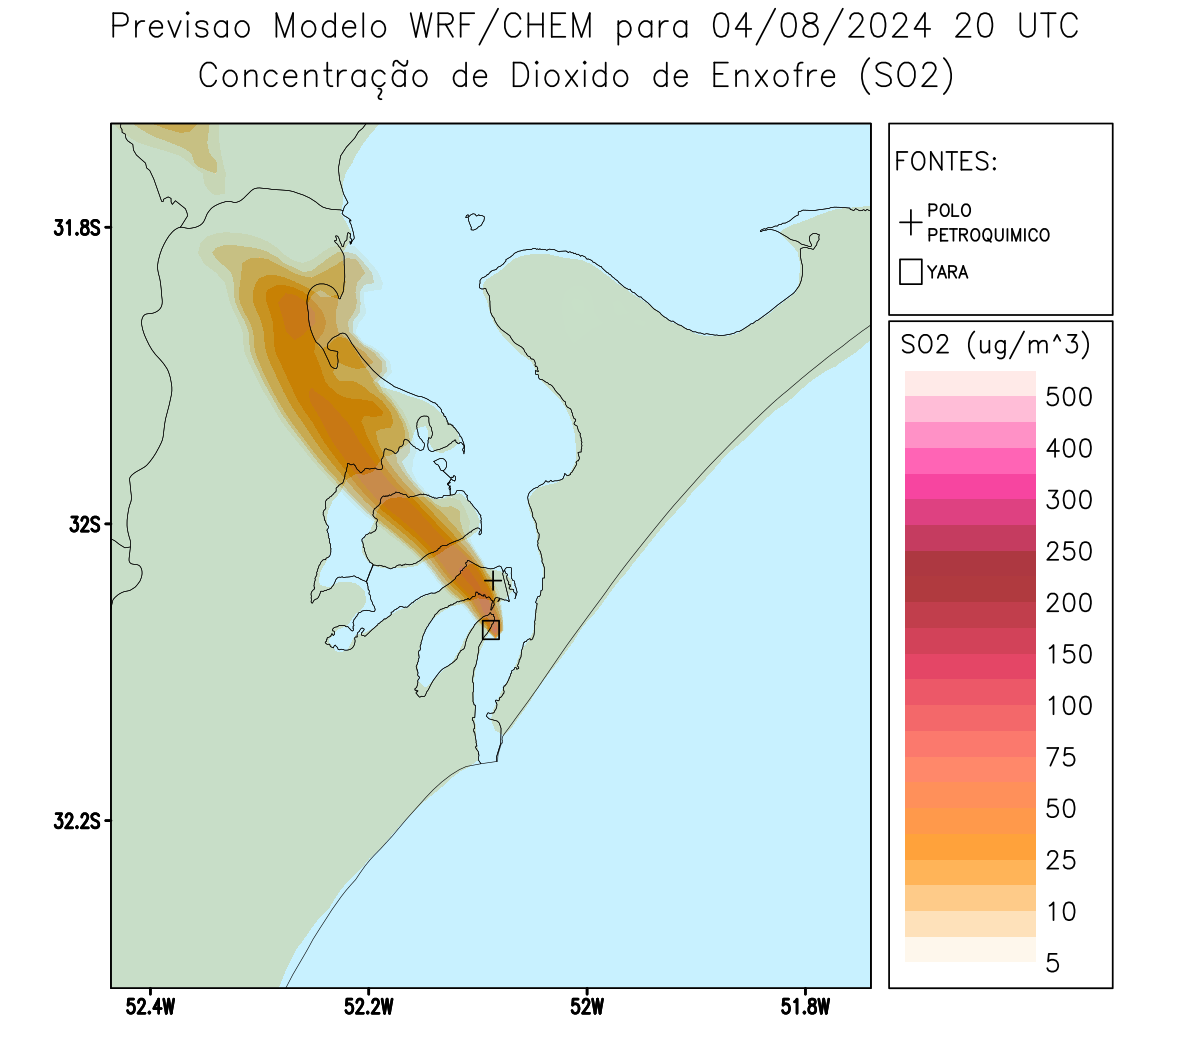 Previsao Modelo WRF/CHEM para 04/08/2024 20 UTC
Concentração de Dioxido de Enxofre (SO2)
FONTES:
POLO
PETROQUIMICO
YARA
31.8S
32S
32.2S
52.4W
52.2W
52W
51.8W
SO2 (ug/m^3)
500
400
300
250
200
150
100
75
50
25
10
5